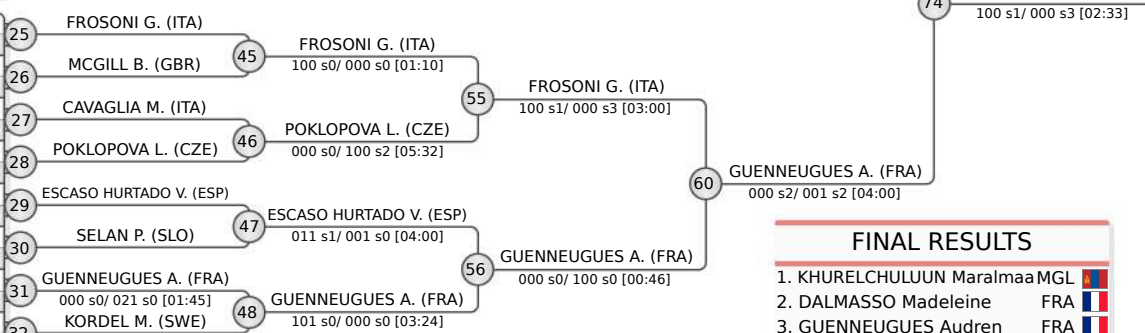 74
100 s1/ 000 s3 [02:33]
25
FROSONI G. (ITA)
26
MCGILL B. (GBR)
45
FROSONI G. (ITA)
100 s0/ 000 s0 [01:10]
27
CAVAGLIA M. (ITA)
28
POKLOPOVA L. (CZE)
46
POKLOPOVA L. (CZE)
000 s0/ 100 s2 [05:32]
55
FROSONI G. (ITA)
100 s1/ 000 s3 [03:00]
29
ESCASO HURTADO V. (ESP)
30
SELAN P. (SLO)
47
ESCASO HURTADO V. (ESP)
011 s1/ 001 s0 [04:00]
31
GUENNEUGUES A. (FRA)
000 s0/ 021 s0 [01:45]
32
KORDEL M. (SWE)
48
GUENNEUGUES A. (FRA)
101 s0/ 000 s0 [03:24]
56
GUENNEUGUES A. (FRA)
000 s0/ 100 s0 [00:46]
60
GUENNEUGUES A. (FRA)
000 s2/ 001 s2 [04:00]
FINAL RESULTS
1. KHURELCHULUUN Maralmaa MGL
2. DALMASSO Madeleine FRA
3. GUENNEUGUES Audren FRA